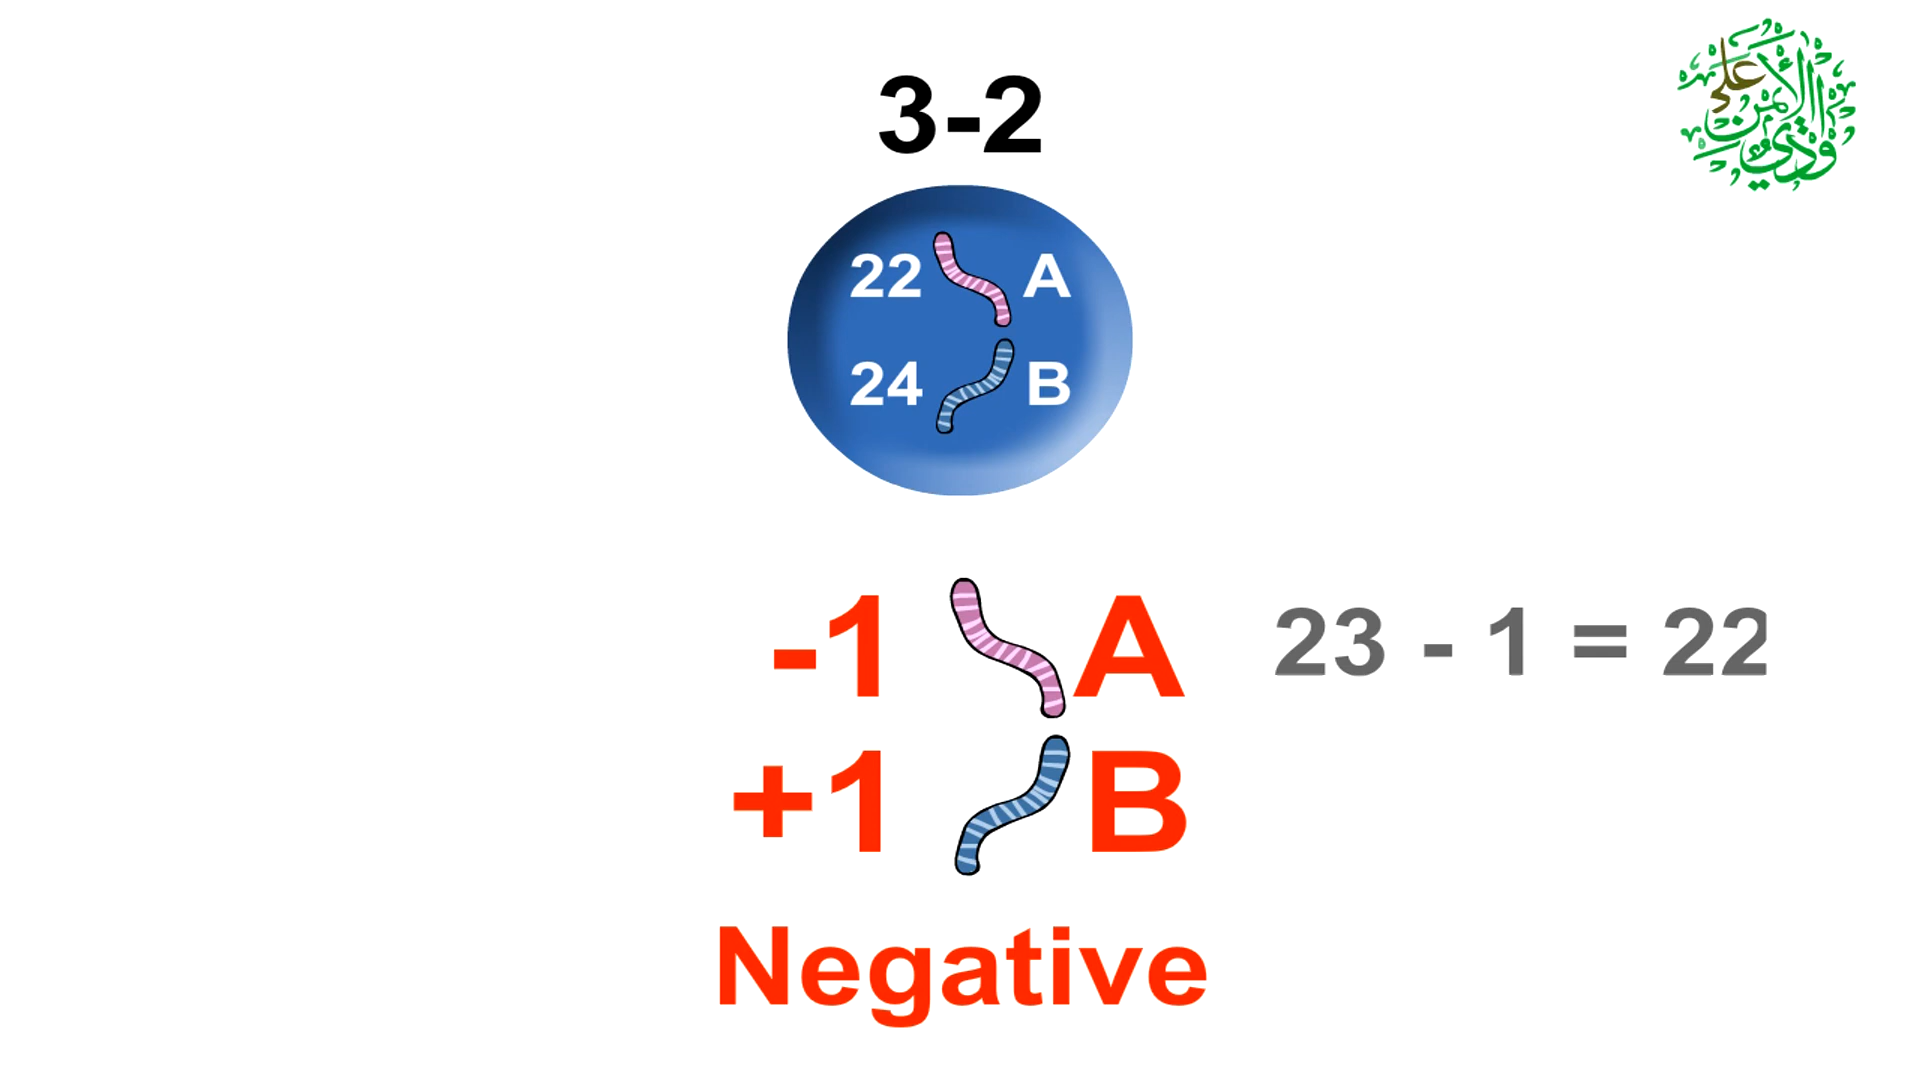 3-2
22 A
24 B
-1 A 23 - 1 = 22
+1 B
Negative